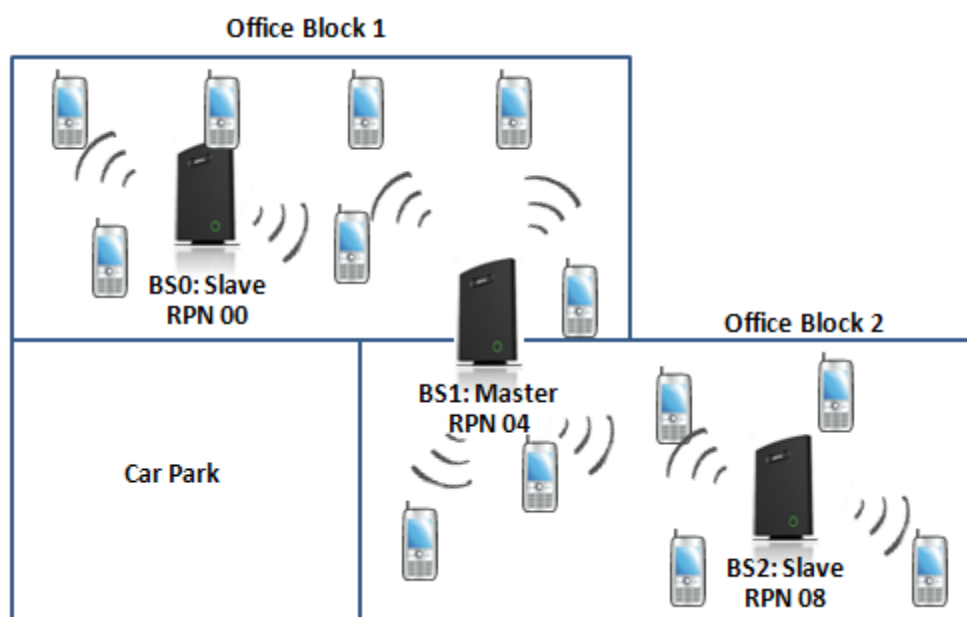 Office Block 1
BS0: Slave
RPN 00
Office Block 2
BS1: Master
RPN 04
Car Park
BS2: Slave
RPN 08